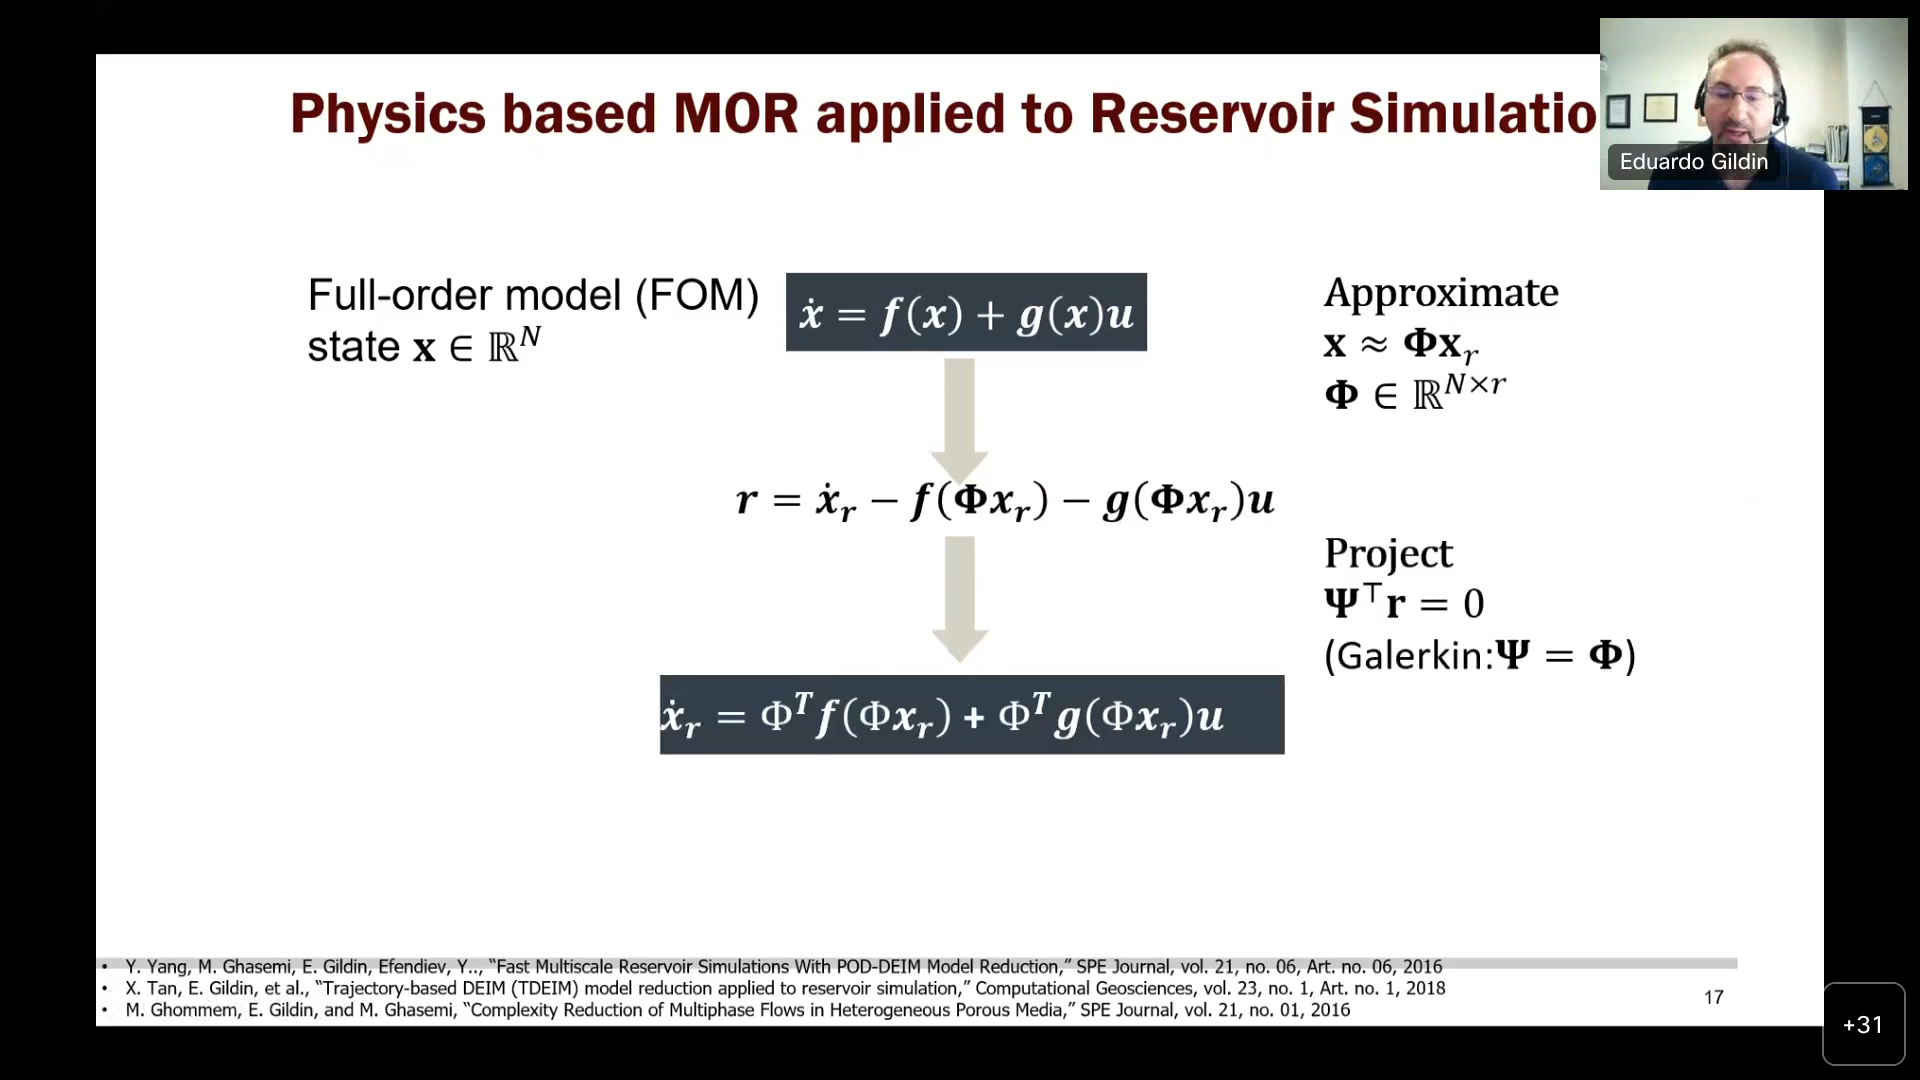 Physics based MOR applied to Reservoir Simulatio
Eduardo Gildin
Full-order model (FOM)
state 𝐱 ∈ ℝ^N
ẋ = f(x) + g(x)u
Approximate
𝐱 ≈ 𝚽𝐱_r
𝚽 ∈ ℝ^{N×r}
r = ẋ_r − f(𝚽x_r) − g(𝚽x_r)u
Project
𝚿^⊤𝐫 = 0
(Galerkin:𝚿 = 𝚽)
ẋ_r = Φ^T f(Φx_r) + Φ^T g(Φx_r)u
• Y. Yang, M. Ghasemi, E. Gildin, Efendiev, Y.., “Fast Multiscale Reservoir Simulations With POD-DEIM Model Reduction,” SPE Journal, vol. 21, no. 06, Art. no. 06, 2016
• X. Tan, E. Gildin, et al., “Trajectory-based DEIM (TDEIM) model reduction applied to reservoir simulation,” Computational Geosciences, vol. 23, no. 1, Art. no. 1, 2018
• M. Ghommem, E. Gildin, and M. Ghasemi, “Complexity Reduction of Multiphase Flows in Heterogeneous Porous Media,” SPE Journal, vol. 21, no. 01, 2016
17
+31